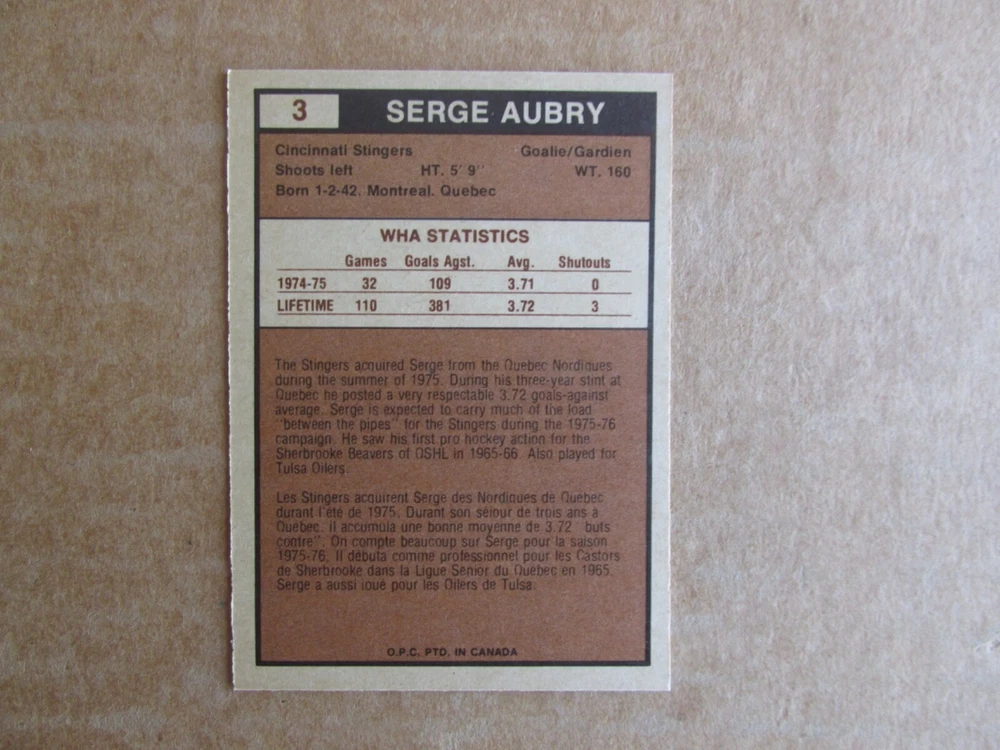 3 SERGE AUBRY
Cincinnati Stingers Goalie/Gardien
Shoots left HT. 5' 9" WT. 160
Born 1-2-42. Montreal. Quebec
WHA STATISTICS
Games Goals Agst. Avg. Shutouts
1974-75 32 109 3.71 0
LIFETIME 110 381 3.72 3
The Stingers acquired Serge from the Quebec Nordiques
during the summer of 1975. During his three-year stint at
Quebec he posted a very respectable 3.72 goals-against
average. Serge is expected to carry much of the load
"between the pipes" for the Stingers during the 1975-76
campaign. He saw his first pro hockey action for the
Sherbrooke Beavers of QSHL in 1965-66. Also played for
Tulsa Oilers.
Les Stingers acquirent Serge des Nordiques de Québec
durant l'été de 1975. Durant son séjour de trois ans à
Québec. il accumula une bonne moyenne de 3.72 "buts
contre". On compte beaucoup sur Serge pour la saison
1975-76. Il débuta comme professionnel pour les Castors
de Sherbrooke dans la Ligue Senior du Québec en 1965.
Serge a aussi joué pour les Oilers de Tulsa.
O.P.C. PTD. IN CANADA